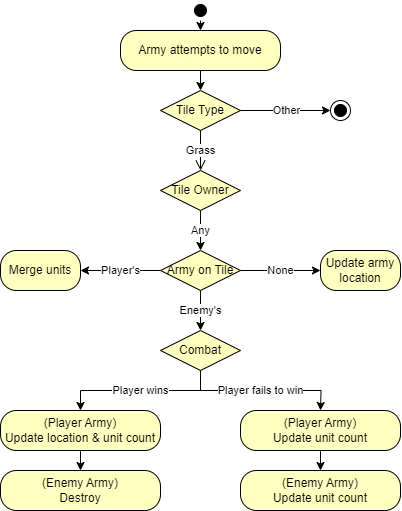 Army attempts to move
Tile Type
Other
Grass
Tile Owner
Any
Merge units
Player's
Army on Tile
None
Update army
location
Enemy's
Combat
Player wins
Player fails to win
(Player Army)
Update location & unit count
(Player Army)
Update unit count
(Enemy Army)
Destroy
(Enemy Army)
Update unit count